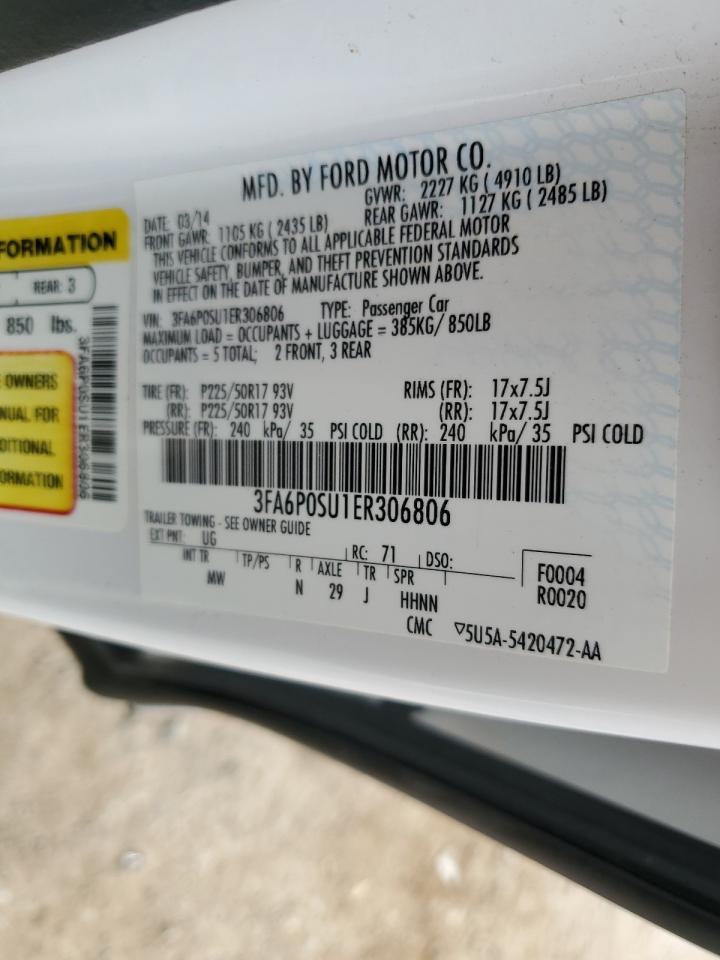 MFD. BY FORD MOTOR CO.
DATE: 03/14 GVWR: 2227 KG ( 4910 LB)
FRONT GAWR: 1105 KG ( 2435 LB) REAR GAWR: 1127 KG ( 2485 LB)
THIS VEHICLE CONFORMS TO ALL APPLICABLE FEDERAL MOTOR
VEHICLE SAFETY, BUMPER, AND THEFT PREVENTION STANDARDS
IN EFFECT ON THE DATE OF MANUFACTURE SHOWN ABOVE.
VIN: 3FA6P0SU1ER306806 TYPE: Passenger Car
MAXIMUM LOAD = OCCUPANTS + LUGGAGE = 385KG/ 850LB
OCCUPANTS = 5 TOTAL; 2 FRONT, 3 REAR
TIRE (FR): P225/50R17 93V RIMS (FR): 17x7.5J
(RR): P225/50R17 93V (RR): 17x7.5J
PRESSURE (FR): 240 kPa/ 35 PSI COLD (RR): 240 kPa/ 35 PSI COLD
3FA6P0SU1ER306806
TRAILER TOWING - SEE OWNER GUIDE
EXT PNT: UG RC: 71 DSO:
INT TR TP/PS R AXLE TR SPR F0004
MW N 29 J HHNN R0020
CMC ▽5U5A-5420472-AA
FORMATION
REAR: 3
850 lbs.
OWNERS
NUAL FOR
DITIONAL
ORMATION
3FA6P0SU1ER306806